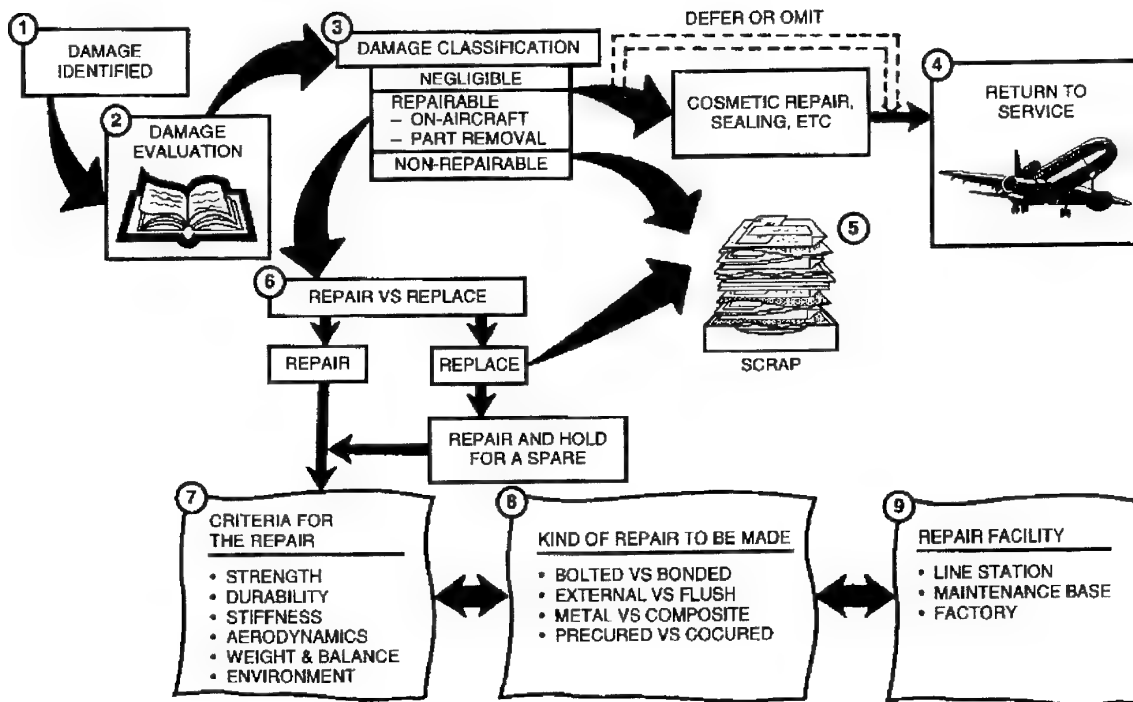 1
DAMAGE
IDENTIFIED
2
DAMAGE
EVALUATION
3
DAMAGE CLASSIFICATION
NEGLIGIBLE
REPAIRABLE
– ON-AIRCRAFT
– PART REMOVAL
NON-REPAIRABLE
DEFER OR OMIT
COSMETIC REPAIR,
SEALING, ETC
4
RETURN TO
SERVICE
5
SCRAP
6
REPAIR VS REPLACE
REPAIR
REPLACE
REPAIR AND HOLD
FOR A SPARE
7
CRITERIA FOR
THE REPAIR
• STRENGTH
• DURABILITY
• STIFFNESS
• AERODYNAMICS
• WEIGHT & BALANCE
• ENVIRONMENT
8
KIND OF REPAIR TO BE MADE
• BOLTED VS BONDED
• EXTERNAL VS FLUSH
• METAL VS COMPOSITE
• PRECURED VS COCURED
9
REPAIR FACILITY
• LINE STATION
• MAINTENANCE BASE
• FACTORY